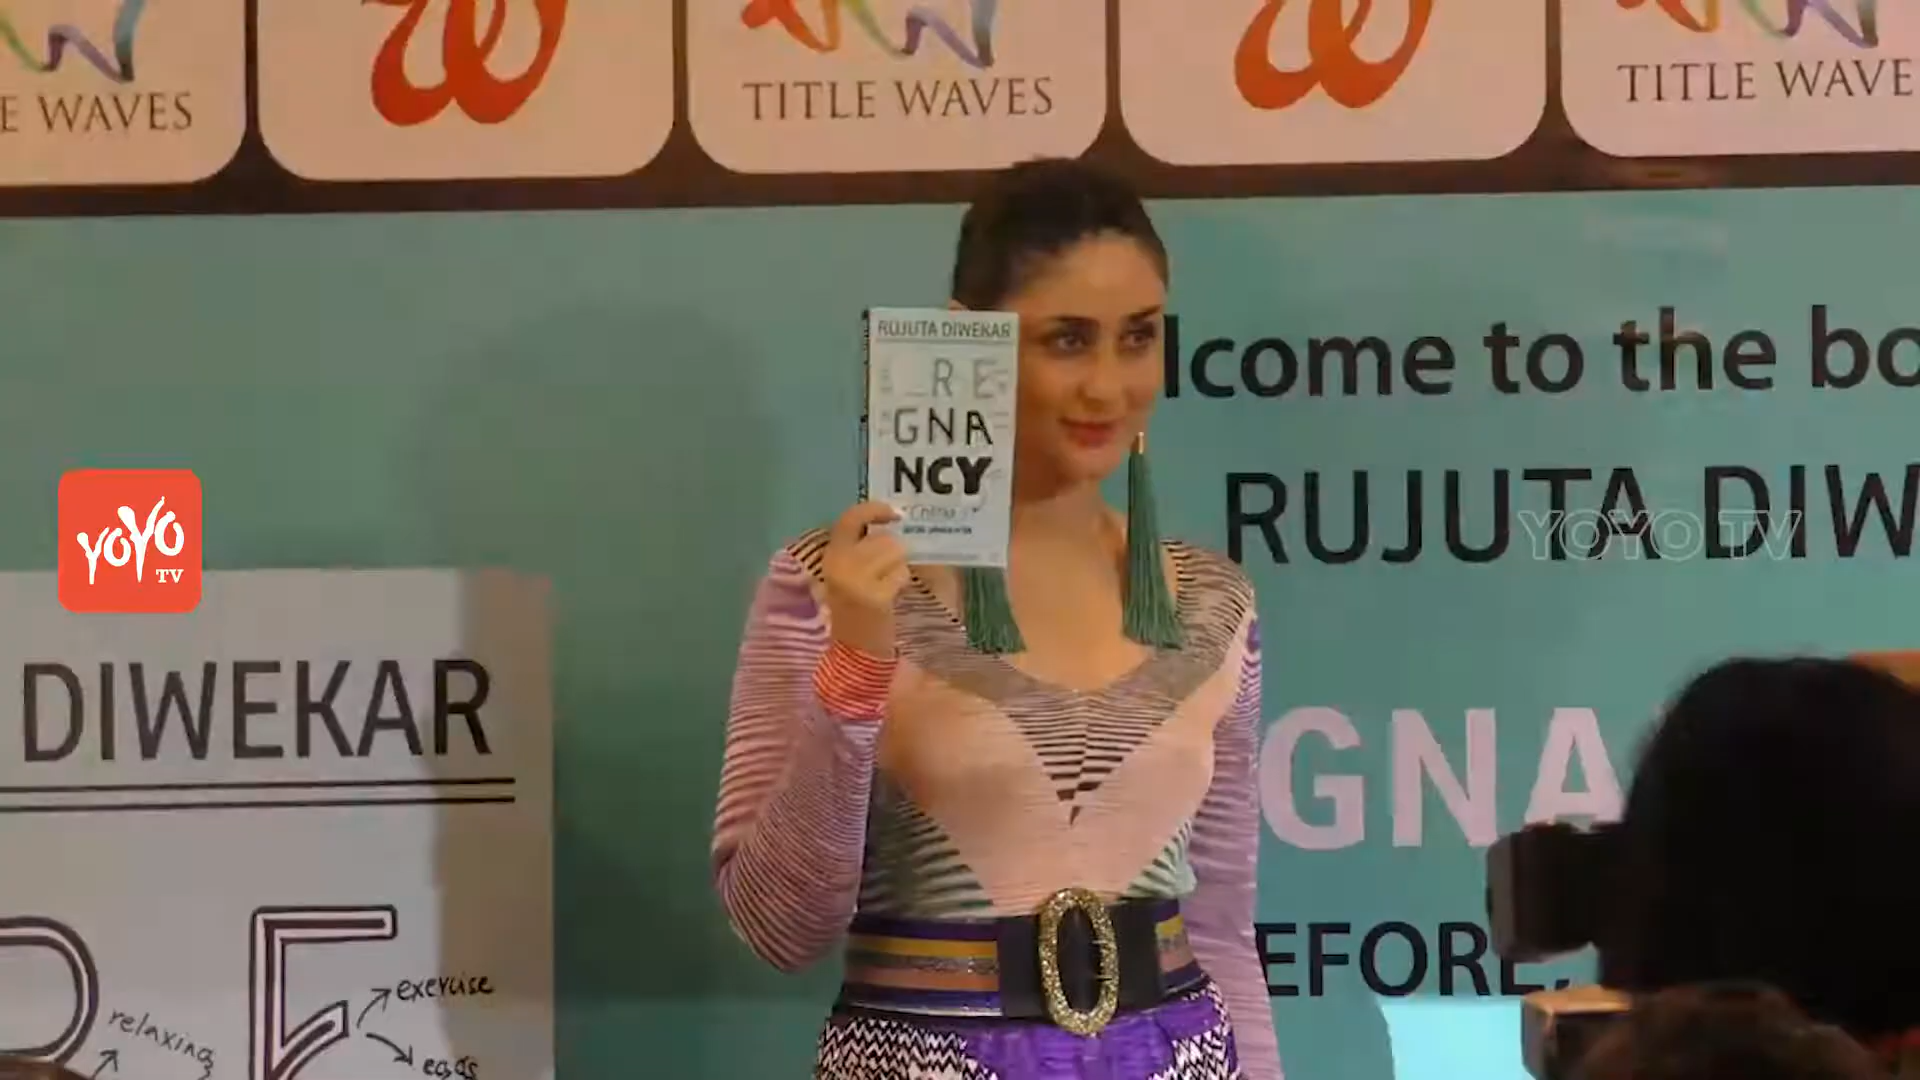 E WAVES
TITLE WAVES
TITLE WAVE
lcome to the bo
RUJUTA DIW
YOYO TV
GNA
EFORE,
RUJUTA DIWEKAR
RE
GNA
NCY
YOYO
TV
DIWEKAR
RE
exercise
relaxing